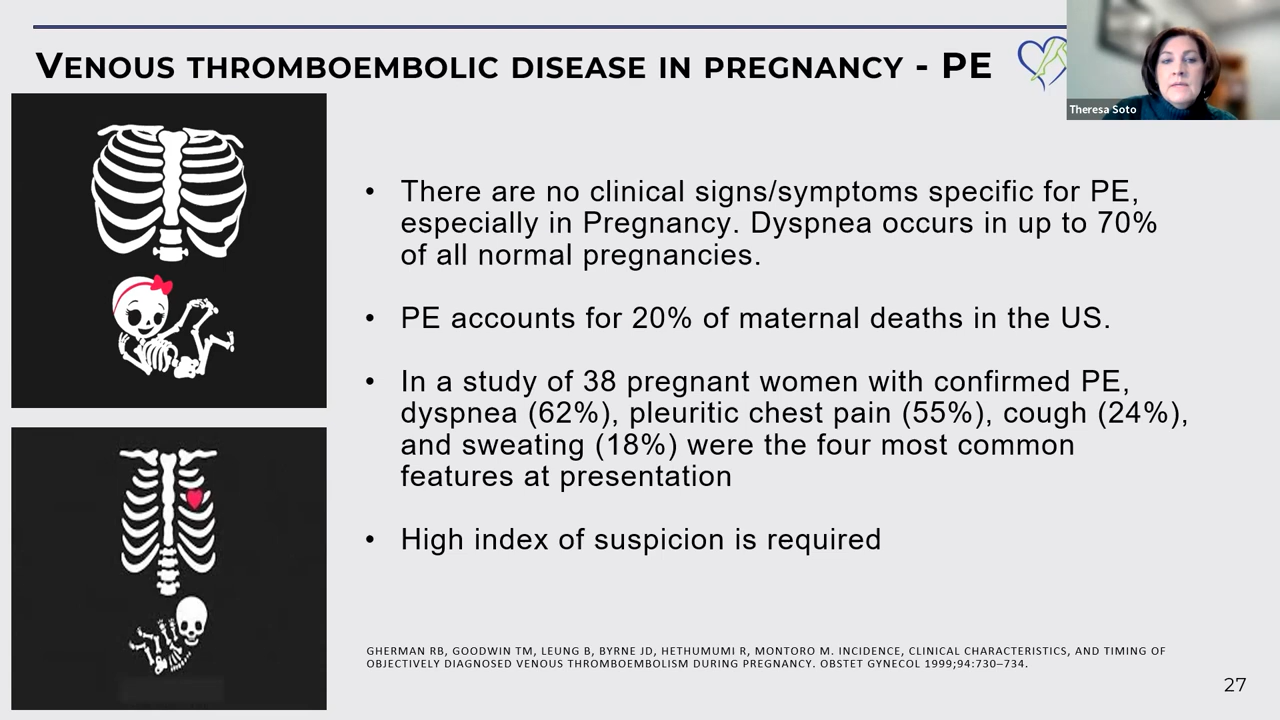 VENOUS THROMBOEMBOLIC DISEASE IN PREGNANCY - PE
Theresa Soto
• There are no clinical signs/symptoms specific for PE,
especially in Pregnancy. Dyspnea occurs in up to 70%
of all normal pregnancies.
• PE accounts for 20% of maternal deaths in the US.
• In a study of 38 pregnant women with confirmed PE,
dyspnea (62%), pleuritic chest pain (55%), cough (24%),
and sweating (18%) were the four most common
features at presentation
• High index of suspicion is required
GHERMAN RB, GOODWIN TM, LEUNG B, BYRNE JD, HETHUMUMI R, MONTORO M. INCIDENCE, CLINICAL CHARACTERISTICS, AND TIMING OF
OBJECTIVELY DIAGNOSED VENOUS THROMBOEMBOLISM DURING PREGNANCY. OBSTET GYNECOL 1999;94:730–734.
27